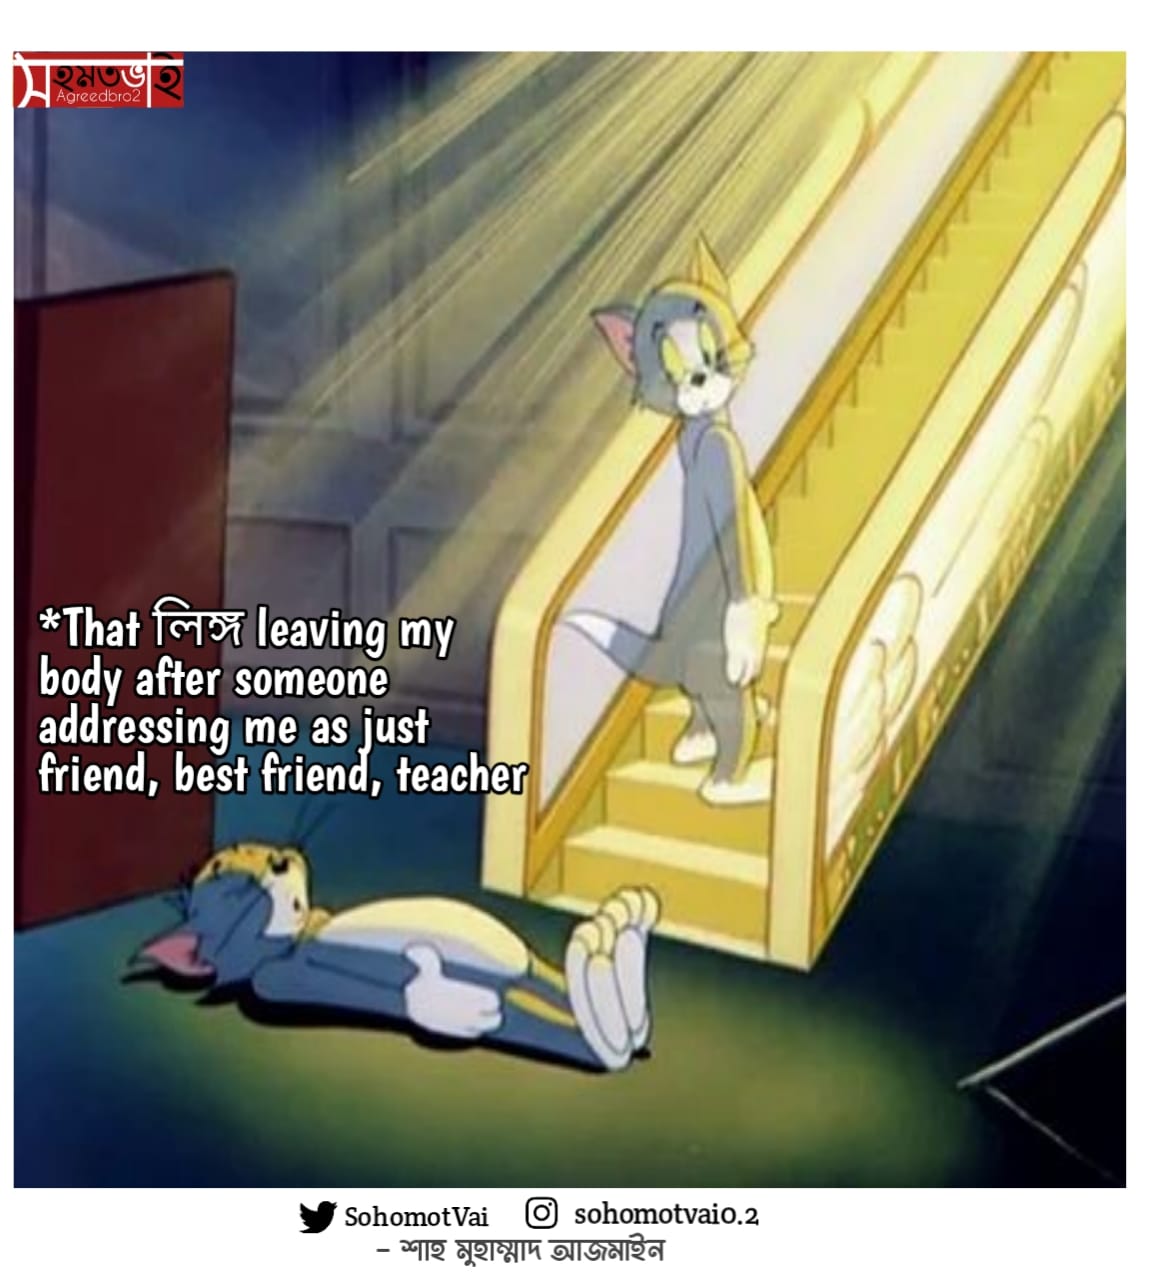 সহমতভাই
Agreedbro2
*That লিঙ্গ leaving my
body after someone
addressing me as just
friend, best friend, teacher
SohomotVai sohomotvai0.2
- শাহ মুহাম্মাদ আজমাইন